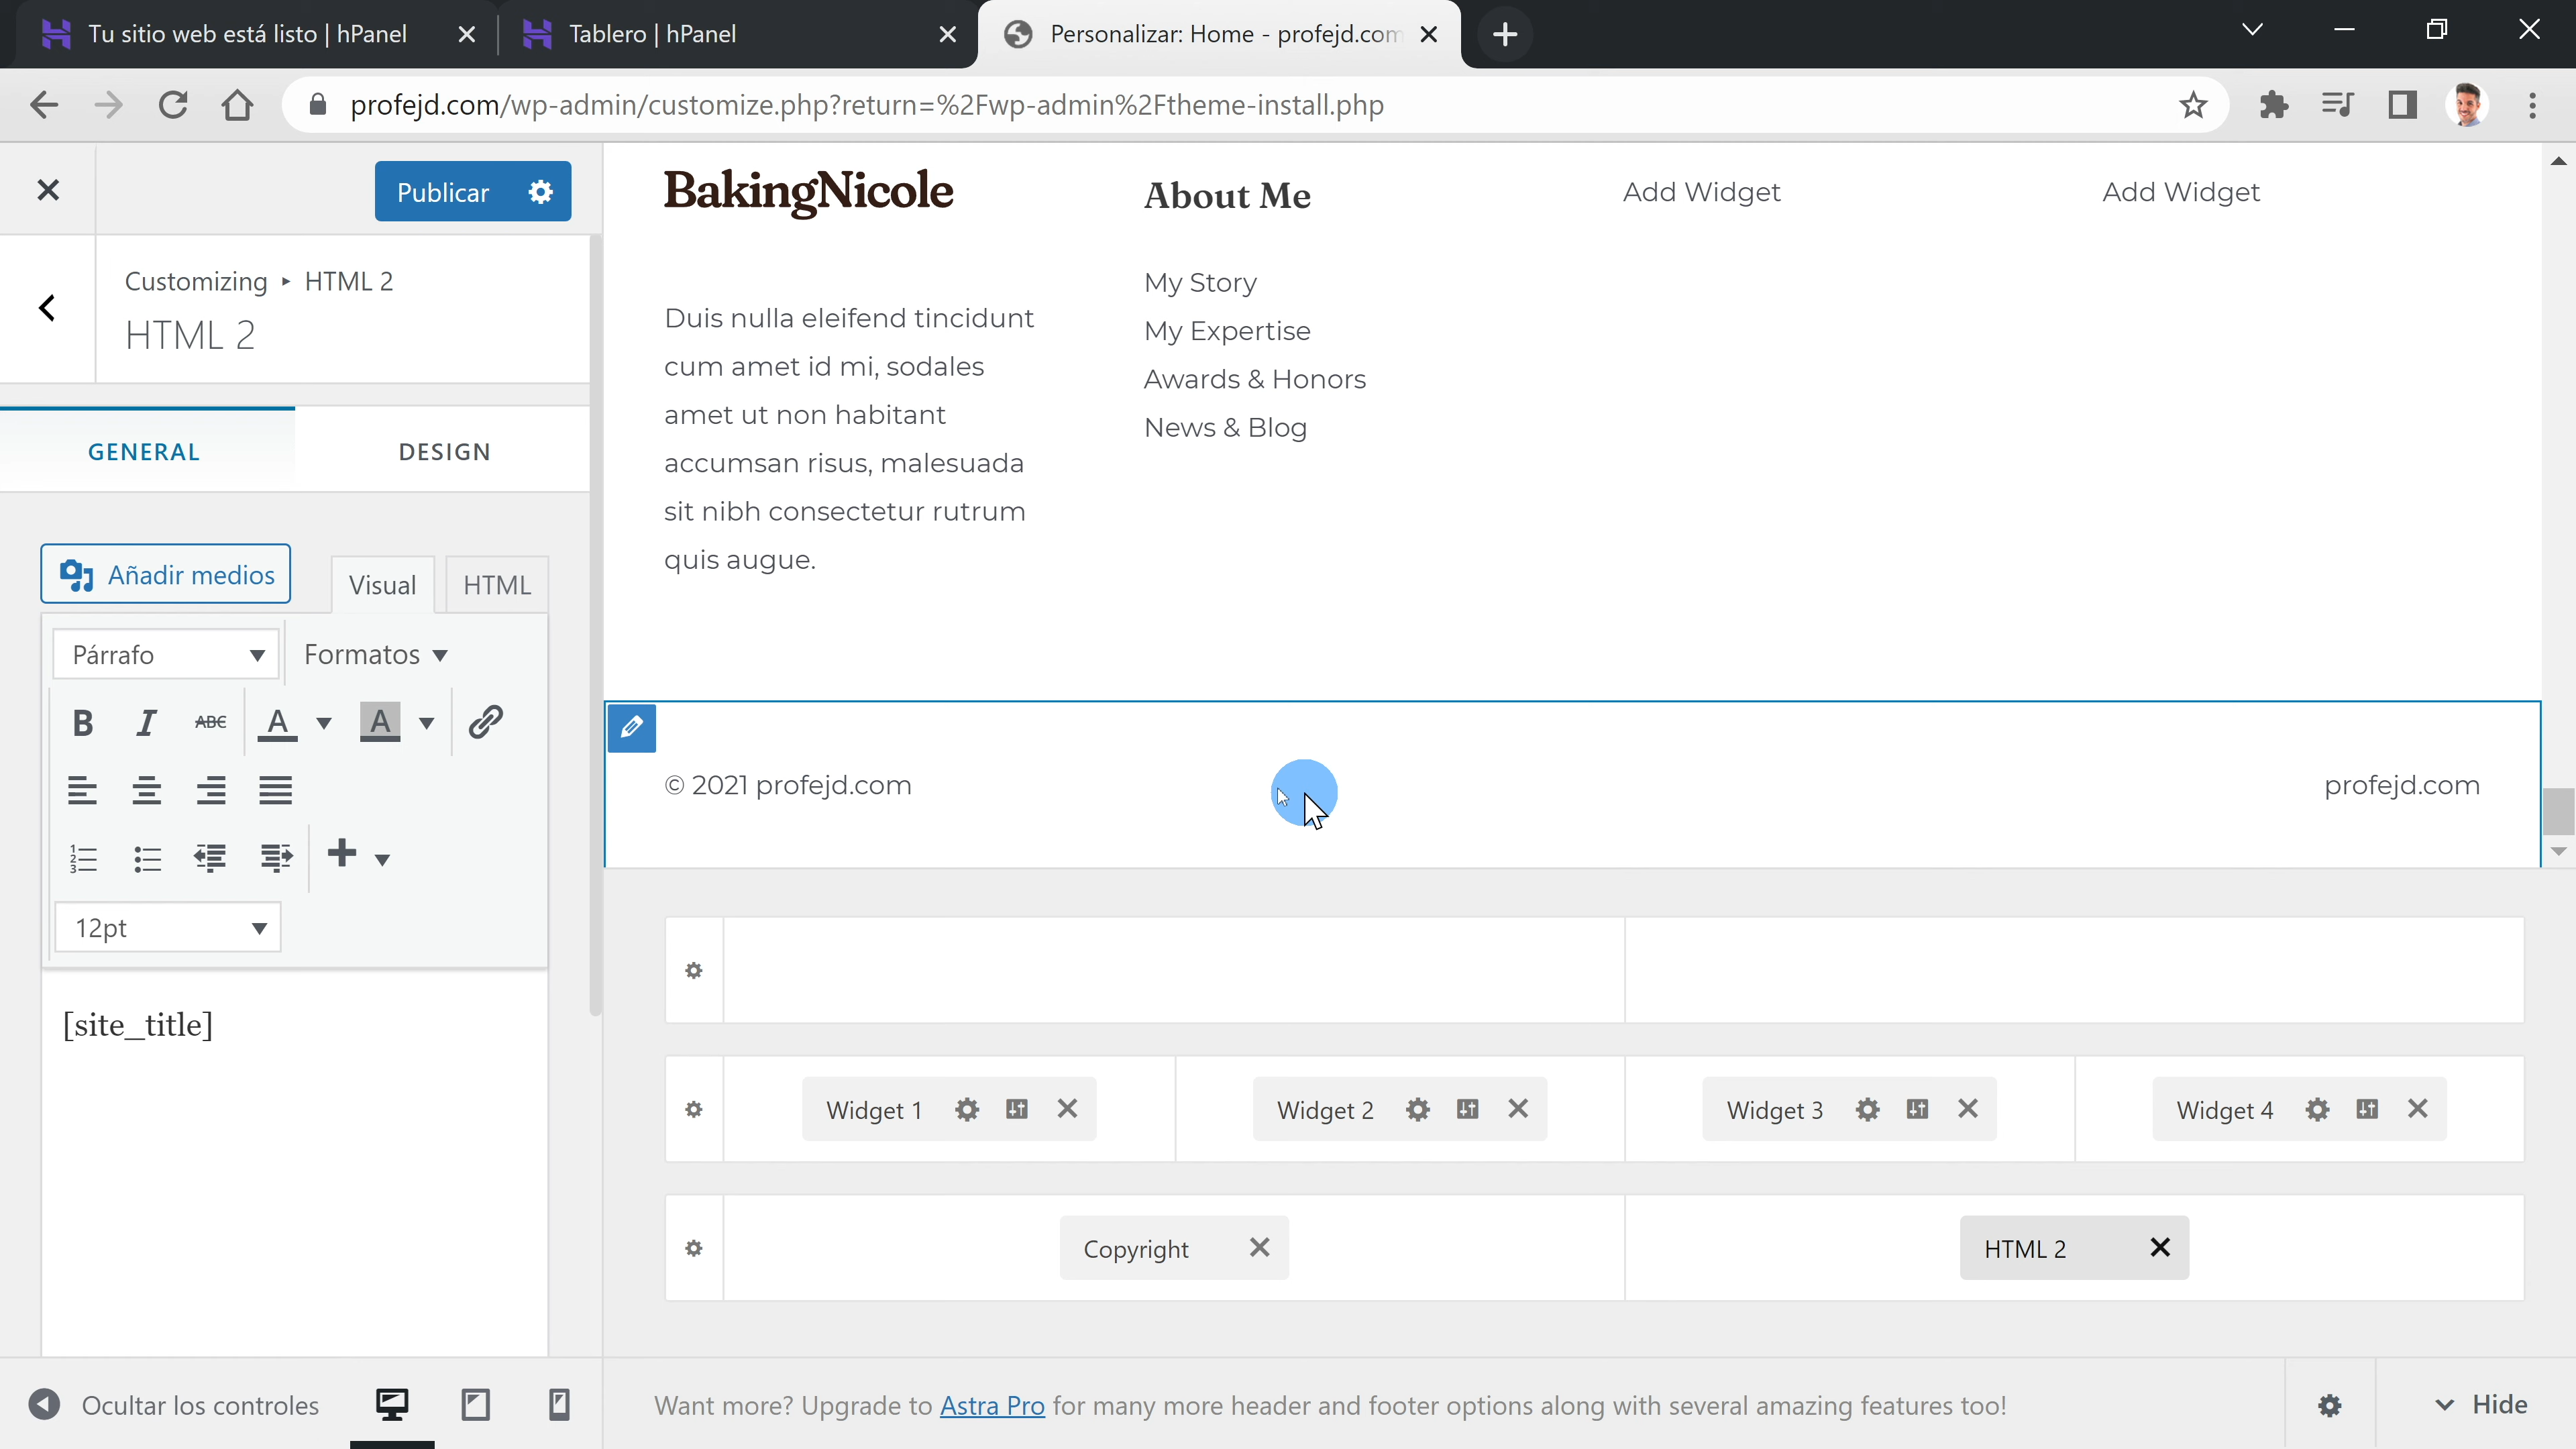 Tu sitio web está listo | hPanel
Tablero | hPanel
Personalizar: Home - profejd.com
profejd.com/wp-admin/customize.php?return=%2Fwp-admin%2Ftheme-install.php
Publicar
Customizing ▸ HTML 2
HTML 2
GENERAL
DESIGN
Añadir medios
Visual
HTML
Párrafo
Formatos
B I ABC A A
12pt
[site_title]
Ocultar los controles
BakingNicole
Duis nulla eleifend tincidunt
cum amet id mi, sodales
amet ut non habitant
accumsan risus, malesuada
sit nibh consectetur rutrum
quis augue.
About Me
My Story
My Expertise
Awards & Honors
News & Blog
Add Widget
Add Widget
© 2021 profejd.com
profejd.com
Widget 1
Widget 2
Widget 3
Widget 4
Copyright
HTML 2
Want more? Upgrade to Astra Pro for many more header and footer options along with several amazing features too!
Hide